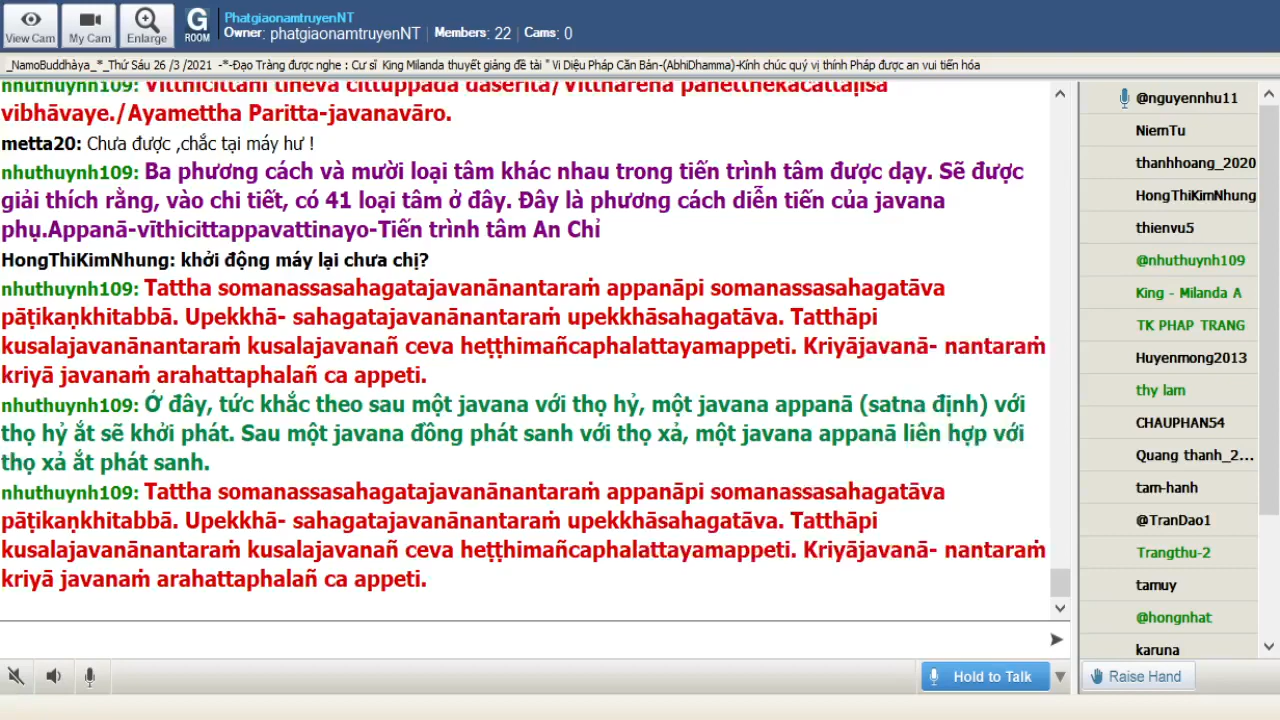 View Cam
My Cam
Enlarge
G
ROOM
PhatgiaonamtruyenNT
Owner: phatgiaonamtruyenNT | Members: 22 | Cams: 0
_NamoBuddhàya_*_Thứ Sáu 26 /3 /2021 -*-Đạo Tràng được nghe : Cư sĩ King Milanda thuyết giảng đề tài " Vi Diệu Pháp Căn Bản-(AbhiDhamma)-Kính chúc quý vị thính Pháp được an vui tiến hóa
nhuthuynh109: Vīthicittāni tīneva cittuppādā daseritā/Vitthārena panetthekacattāḷīsa
vibhāvaye./Ayamettha Paritta-javanavāro.
metta20: Chưa được ,chắc tại máy hư !
nhuthuynh109: Ba phương cách và mười loại tâm khác nhau trong tiến trình tâm được dạy. Sẽ được
giải thích rằng, vào chi tiết, có 41 loại tâm ở đây. Đây là phương cách diễn tiến của javana
phụ.Appanā-vīthicittappavattinayo-Tiến trình tâm An Chỉ
HongThiKimNhung: khởi động máy lại chưa chị?
nhuthuynh109: Tattha somanassasahagatajavanānantaraṁ appanāpi somanassasahagatāva
pāṭikaṇkhitabbā. Upekkhā- sahagatajavanānantaraṁ upekkhāsahagatāva. Tatthāpi
kusalajavanānantaraṁ kusalajavanañ ceva heṭṭhimañcaphalattayamappeti. Kriyājavanā- nantaraṁ
kriyā javanaṁ arahattaphalañ ca appeti.
nhuthuynh109: Ở đây, tức khắc theo sau một javana với thọ hỷ, một javana appanā (satna định) với
thọ hỷ ắt sẽ khởi phát. Sau một javana đồng phát sanh với thọ xả, một javana appanā liên hợp với
thọ xả ắt phát sanh.
nhuthuynh109: Tattha somanassasahagatajavanānantaraṁ appanāpi somanassasahagatāva
pāṭikaṇkhitabbā. Upekkhā- sahagatajavanānantaraṁ upekkhāsahagatāva. Tatthāpi
kusalajavanānantaraṁ kusalajavanañ ceva heṭṭhimañcaphalattayamappeti. Kriyājavanā- nantaraṁ
kriyā javanaṁ arahattaphalañ ca appeti.
@nguyennhu11
NiemTu
thanhhoang_2020
HongThiKimNhung
thienvu5
@nhuthuynh109
King - Milanda A
TK PHAP TRANG
Huyenmong2013
thy lam
CHAUPHAN54
Quang thanh_2...
tam-hanh
@TranDao1
Trangthu-2
tamuy
@hongnhat
karuna
Hold to Talk
Raise Hand